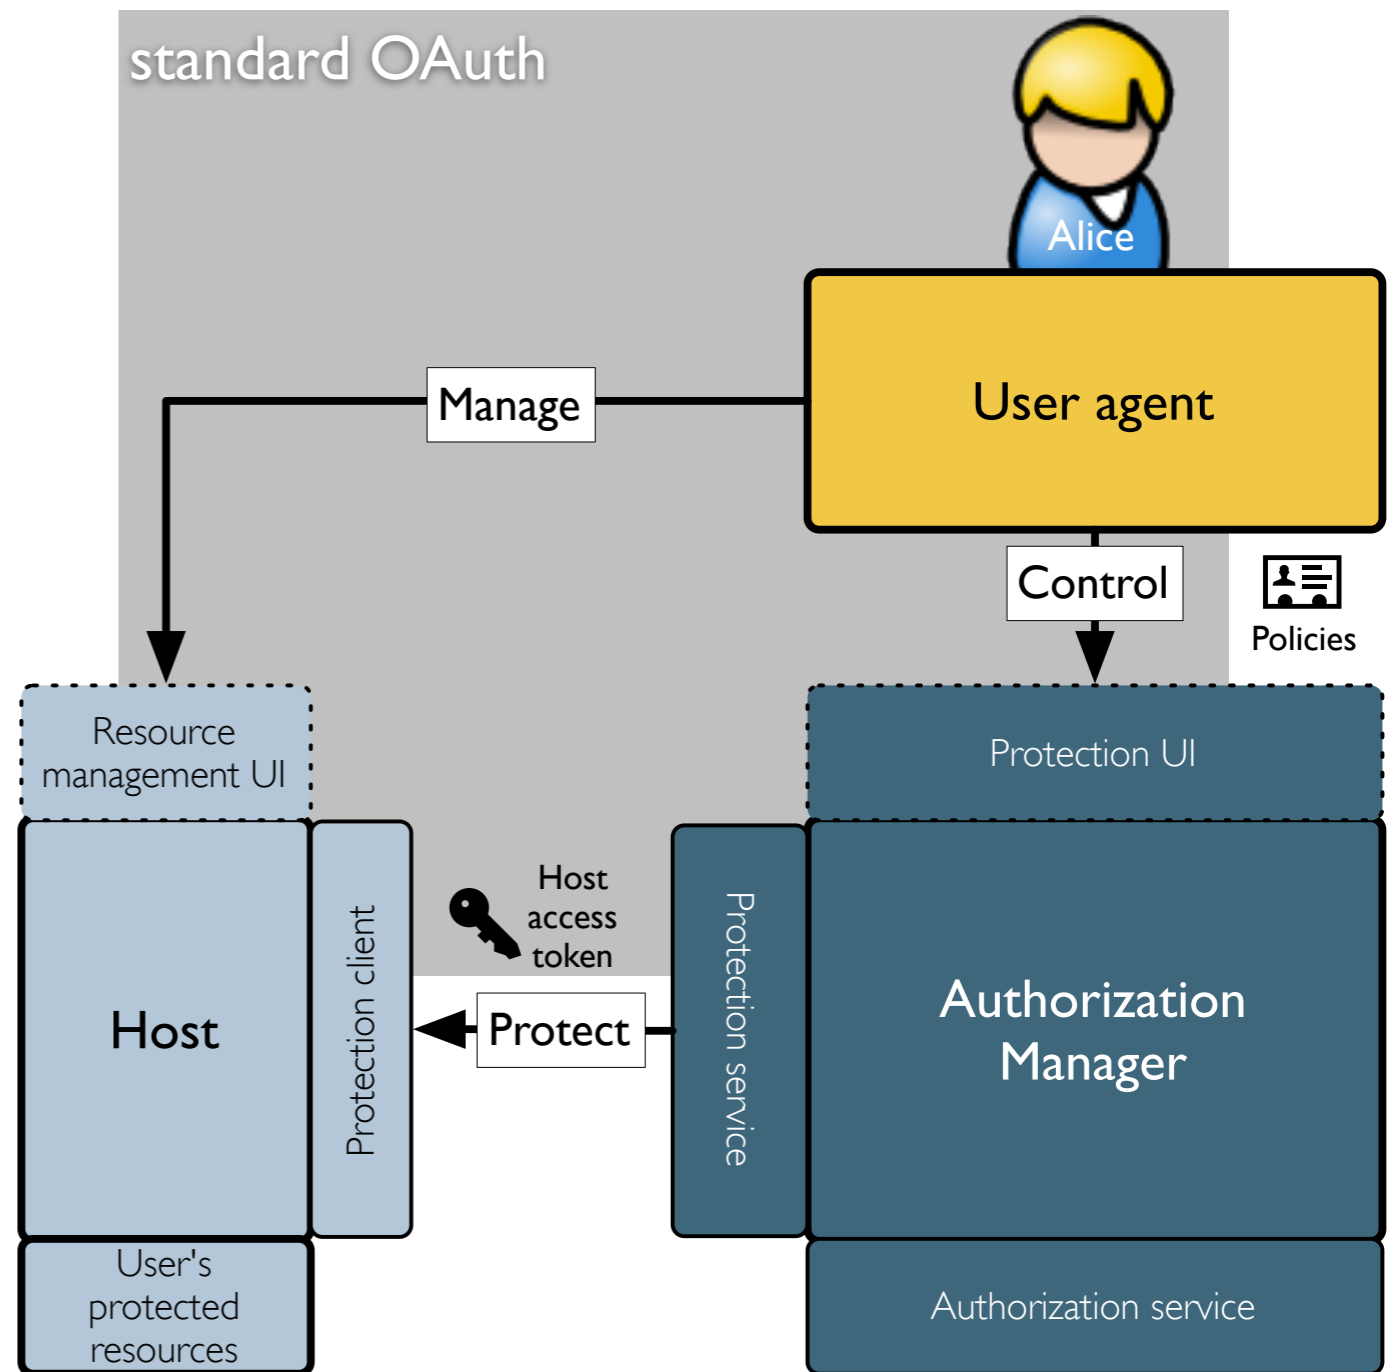 standard OAuth
Alice
User agent
Manage
Control
Policies
Resource
management UI
Protection UI
Host
access
token
Protection client
Protection service
Host
Protect
Authorization
Manager
User's
protected
resources
Authorization service